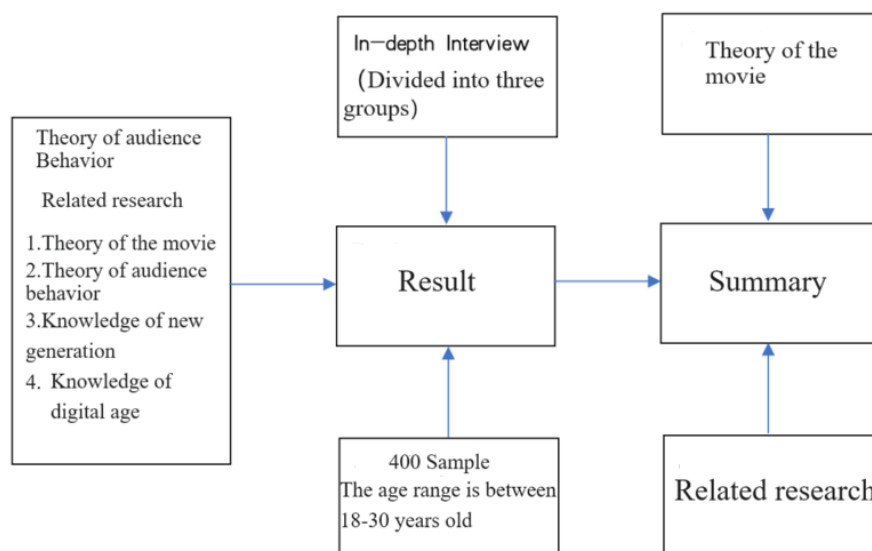 Theory of audience
Behavior
Related research
1.Theory of the movie
2.Theory of audience
behavior
3.Knowledge of new
generation
4. Knowledge of
digital age
In-depth Interview
(Divided into three
groups)
Result
400 Sample
The age range is between
18-30 years old
Theory of the
movie
Summary
Related research